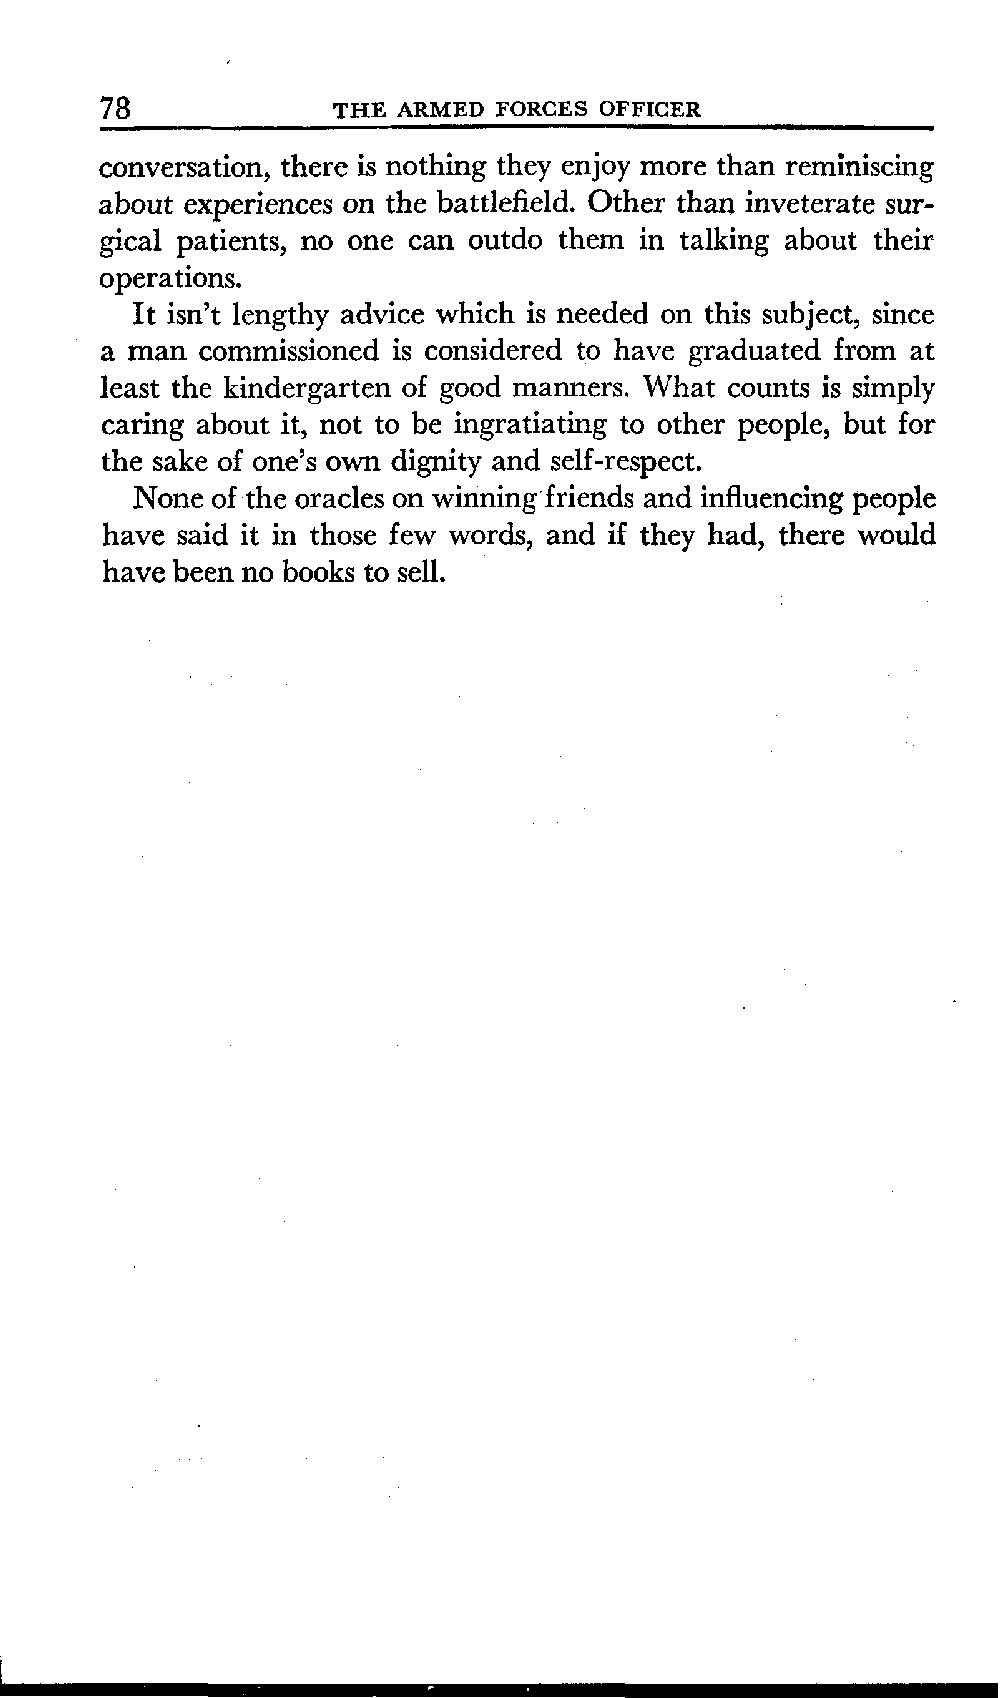 78 THE ARMED FORCES OFFICER
conversation, there is nothing they enjoy more than reminiscing
about experiences on the battlefield. Other than inveterate sur-
gical patients, no one can outdo them in talking about their
operations.
It isn't lengthy advice which is needed on this subject, since
a man commissioned is considered to have graduated from at
least the kindergarten of good manners. What counts is simply
caring about it, not to be ingratiating to other people, but for
the sake of one's own dignity and self-respect.
None of the oracles on winning friends and influencing people
have said it in those few words, and if they had, there would
have been no books to sell.